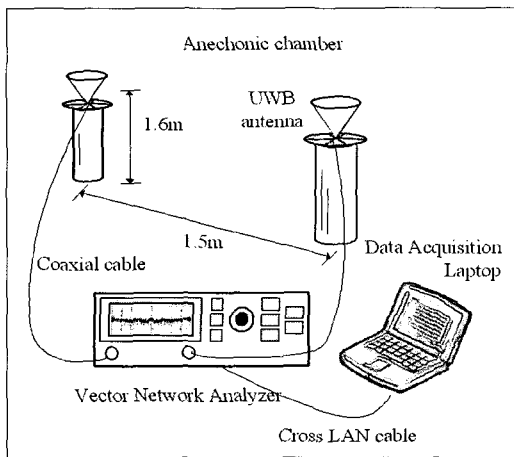 Anechonic chamber
UWB
antenna
1.6m
1.5m
Coaxial cable
Data Acquisition
Laptop
Vector Network Analyzer
Cross LAN cable